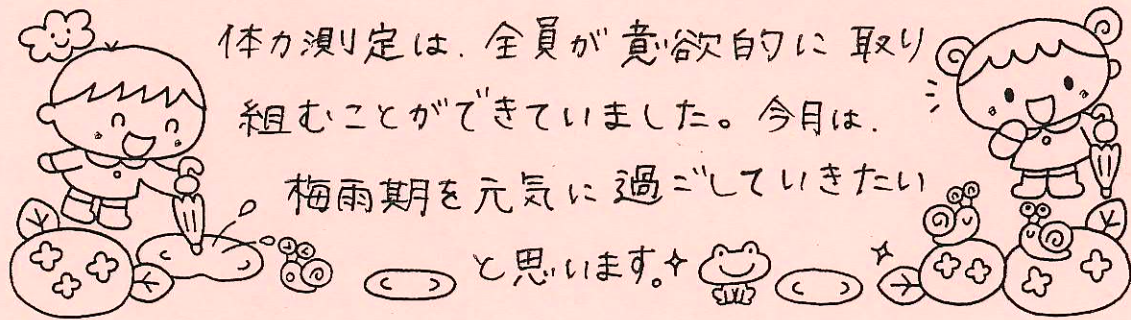 体力測定は、全員が意欲的に取り
組むことができていました。今月は、
梅雨期を元気に過ごしていきたい
と思います。